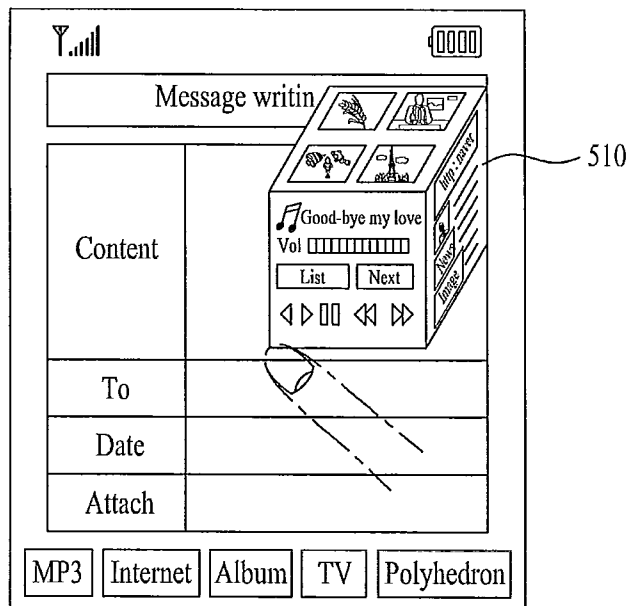 Message writin
510
http : naver
Good-bye my love
Vol
News
List Next
Image
Content
To
Date
Attach
MP3 Internet Album TV Polyhedron